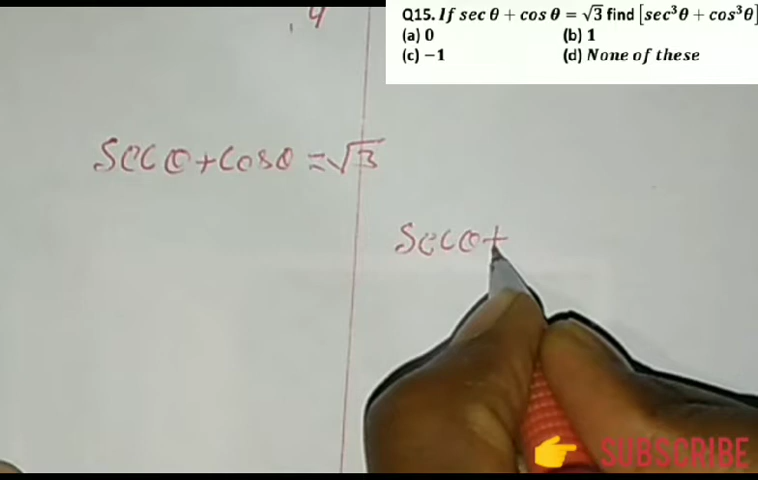 Q15. If sec θ + cos θ = √3 find [sec³θ + cos³θ]
(a) 0 (b) 1
(c) −1 (d) None of these
Secθ+Cosθ=√3
Secθ+
👉 SUBSCRIBE